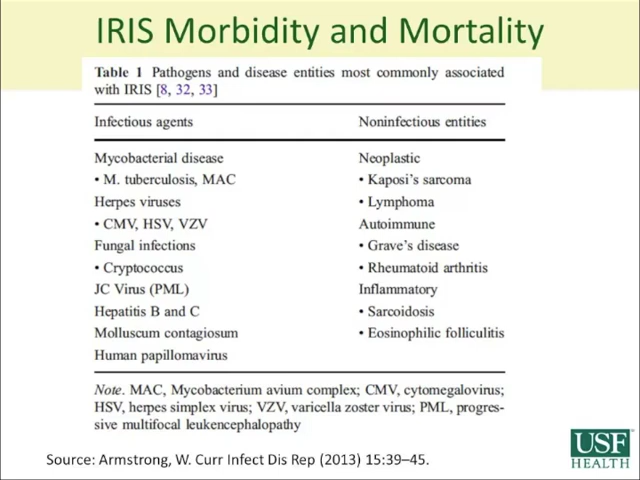 IRIS Morbidity and Mortality
Table 1 Pathogens and disease entities most commonly associated
with IRIS [8, 32, 33]
Infectious agents
Noninfectious entities
Mycobacterial disease
Neoplastic
• M. tuberculosis, MAC
• Kaposi's sarcoma
Herpes viruses
• Lymphoma
• CMV, HSV, VZV
Autoimmune
Fungal infections
• Grave's disease
• Cryptococcus
• Rheumatoid arthritis
JC Virus (PML)
Inflammatory
Hepatitis B and C
• Sarcoidosis
Molluscum contagiosum
• Eosinophilic folliculitis
Human papillomavirus
Note. MAC, Mycobacterium avium complex; CMV, cytomegalovirus;
HSV, herpes simplex virus; VZV, varicella zoster virus; PML, progres-
sive multifocal leukencephalopathy
Source: Armstrong, W. Curr Infect Dis Rep (2013) 15:39–45.
USF
HEALTH